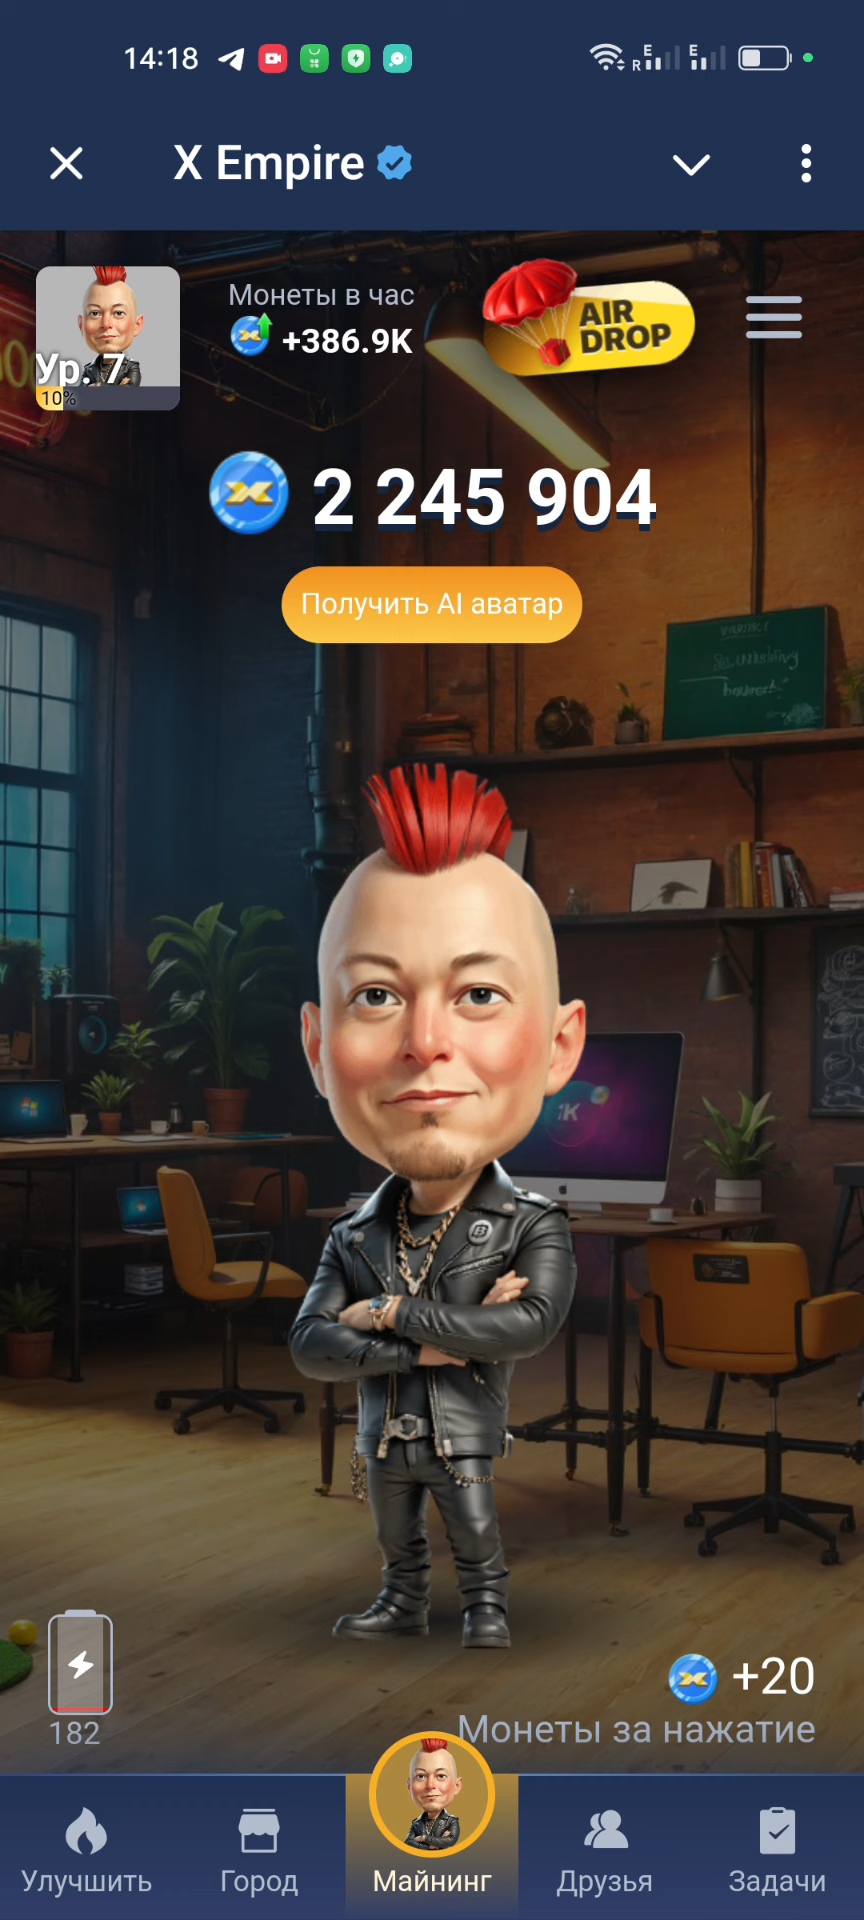 14:18
X Empire
Монеты в час
+386.9K
AIR
DROP
Ур. 7
10%
2 245 904
Получить AI аватар
182
+20
Монеты за нажатие
Улучшить
Город
Майнинг
Друзья
Задачи